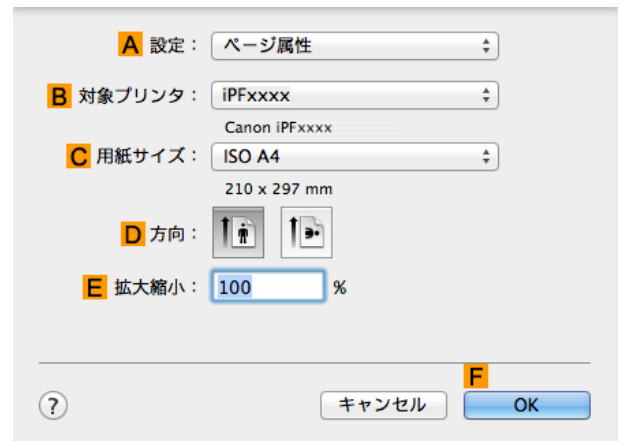 A 設定： ページ属性
B 対象プリンタ： iPFxxxx
Canon iPFxxxx
C 用紙サイズ： ISO A4
210 x 297 mm
D 方向：
E 拡大縮小： 100 %
F
? キャンセル OK